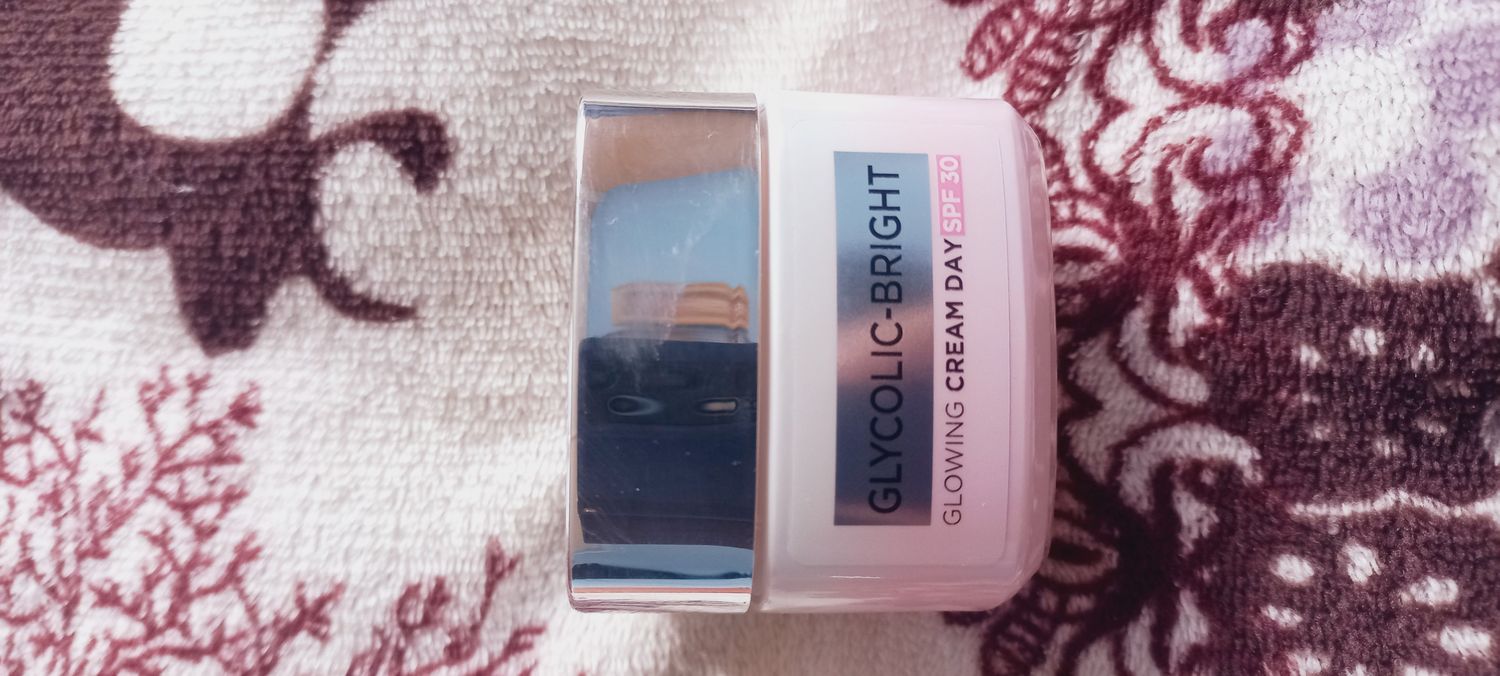 GLYCOLIC-BRIGHT
GLOWING CREAM DAY SPF 30